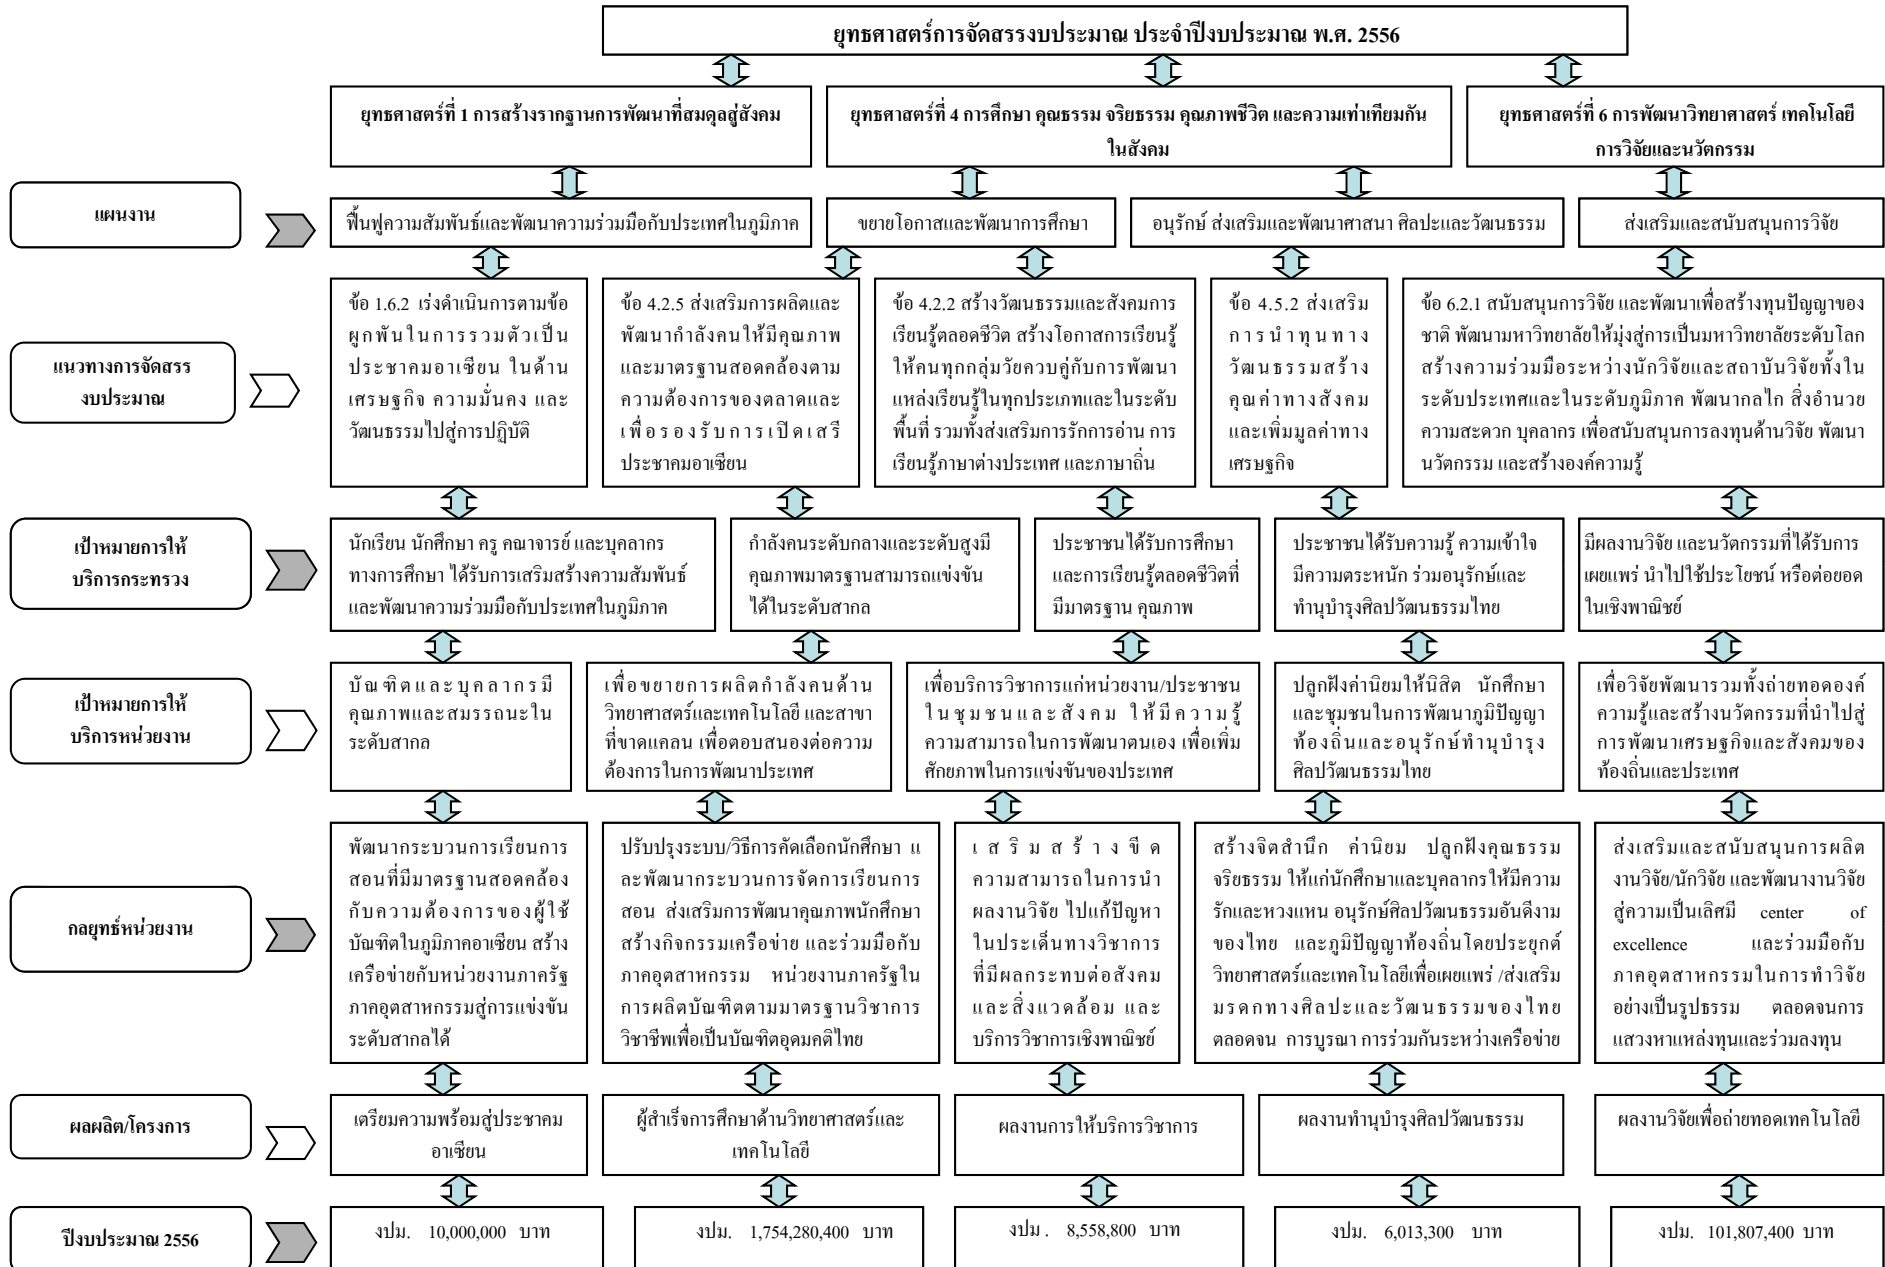 ยุทธศาสตร์การจัดสรรงบประมาณ ประจำปีงบประมาณ พ.ศ. 2556
ยุทธศาสตร์ที่ 1 การสร้างรากฐานการพัฒนาที่สมดุลสู่สังคม
ยุทธศาสตร์ที่ 4 การศึกษา คุณธรรม จริยธรรม คุณภาพชีวิต และความเท่าเทียมกัน
ในสังคม
ยุทธศาสตร์ที่ 6 การพัฒนาวิทยาศาสตร์ เทคโนโลยี
การวิจัยและนวัตกรรม
แผนงาน
ฟื้นฟูความสัมพันธ์และพัฒนาความร่วมมือกับประเทศในภูมิภาค
ขยายโอกาสและพัฒนาการศึกษา
อนุรักษ์ ส่งเสริมและพัฒนาศาสนา ศิลปะและวัฒนธรรม
ส่งเสริมและสนับสนุนการวิจัย
แนวทางการจัดสรร
งบประมาณ
ข้อ 1.6.2 เร่งดำเนินการตามข้อ
ผูกพันในการรวมตัวเป็น
ประชาคมอาเซียน ในด้าน
เศรษฐกิจ ความมั่นคง และ
วัฒนธรรมไปสู่การปฏิบัติ
ข้อ 4.2.5 ส่งเสริมการผลิตและ
พัฒนากำลังคนให้มีคุณภาพ
และมาตรฐานสอดคล้องตาม
ความต้องการของตลาดและ
เพื่อรองรับการเปิดเสรี
ประชาคมอาเซียน
ข้อ 4.2.2 สร้างวัฒนธรรมและสังคมการ
เรียนรู้ตลอดชีวิต สร้างโอกาสการเรียนรู้
ให้คนทุกกลุ่มวัยควบคู่กับการพัฒนา
แหล่งเรียนรู้ในทุกประเภทและในระดับ
พื้นที่ รวมทั้งส่งเสริมการรักการอ่าน การ
เรียนรู้ภาษาต่างประเทศ และภาษาถิ่น
ข้อ 4.5.2 ส่งเสริม
การนำทุนทาง
วัฒนธรรมสร้าง
คุณค่าทางสังคม
และเพิ่มมูลค่าทาง
เศรษฐกิจ
ข้อ 6.2.1 สนับสนุนการวิจัย และพัฒนาเพื่อสร้างทุนปัญญาของ
ชาติ พัฒนามหาวิทยาลัยให้มุ่งสู่การเป็นมหาวิทยาลัยระดับโลก
สร้างความร่วมมือระหว่างนักวิจัยและสถาบันวิจัยทั้งใน
ระดับประเทศและในระดับภูมิภาค พัฒนากลไก สิ่งอำนวย
ความสะดวก บุคลากร เพื่อสนับสนุนการลงทุนด้านวิจัย พัฒนา
นวัตกรรม และสร้างองค์ความรู้
เป้าหมายการให้
บริการกระทรวง
นักเรียน นักศึกษา ครู คณาจารย์ และบุคลากร
ทางการศึกษา ได้รับการเสริมสร้างความสัมพันธ์
และพัฒนาความร่วมมือกับประเทศในภูมิภาค
กำลังคนระดับกลางและระดับสูงมี
คุณภาพมาตรฐานสามารถแข่งขัน
ได้ในระดับสากล
ประชาชนได้รับการศึกษา
และการเรียนรู้ตลอดชีวิตที่
มีมาตรฐาน คุณภาพ
ประชาชนได้รับความรู้ ความเข้าใจ
มีความตระหนัก ร่วมอนุรักษ์และ
ทำนุบำรุงศิลปวัฒนธรรมไทย
มีผลงานวิจัย และนวัตกรรมที่ได้รับการ
เผยแพร่ นำไปใช้ประโยชน์ หรือต่อยอด
ในเชิงพาณิชย์
เป้าหมายการให้
บริการหน่วยงาน
บัณฑิตและบุคลากรมี
คุณภาพและสมรรถนะใน
ระดับสากล
เพื่อขยายการผลิตกำลังคนด้าน
วิทยาศาสตร์และเทคโนโลยี และสาขา
ที่ขาดแคลน เพื่อตอบสนองต่อความ
ต้องการในการพัฒนาประเทศ
เพื่อบริการวิชาการแก่หน่วยงาน/ประชาชน
ในชุมชนและสังคม ให้มีความรู้
ความสามารถในการพัฒนาตนเอง เพื่อเพิ่ม
ศักยภาพในการแข่งขันของประเทศ
ปลูกฝังค่านิยมให้นิสิต นักศึกษา
และชุมชนในการพัฒนาภูมิปัญญา
ท้องถิ่นและอนุรักษ์ทำนุบำรุง
ศิลปวัฒนธรรมไทย
เพื่อวิจัยพัฒนารวมทั้งถ่ายทอดองค์
ความรู้และสร้างนวัตกรรมที่นำไปสู่
การพัฒนาเศรษฐกิจและสังคมของ
ท้องถิ่นและประเทศ
กลยุทธ์หน่วยงาน
พัฒนากระบวนการเรียนการ
สอนที่มีมาตรฐานสอดคล้อง
กับความต้องการของผู้ใช้
บัณฑิตในภูมิภาคอาเซียน สร้าง
เครือข่ายกับหน่วยงานภาครัฐ
ภาคอุตสาหกรรมสู่การแข่งขัน
ระดับสากลได้
ปรับปรุงระบบ/วิธีการคัดเลือกนักศึกษา แ
ละพัฒนากระบวนการจัดการเรียนการ
สอน ส่งเสริมการพัฒนาคุณภาพนักศึกษา
สร้างกิจกรรมเครือข่าย และร่วมมือกับ
ภาคอุตสาหกรรม หน่วยงานภาครัฐใน
การผลิตบัณฑิตตามมาตรฐานวิชาการ
วิชาชีพเพื่อเป็นบัณฑิตอุดมคติไทย
เสริมสร้างขีด
ความสามารถในการนำ
ผลงานวิจัย ไปแก้ปัญหา
ในประเด็นทางวิชาการ
ที่มีผลกระทบต่อสังคม
และสิ่งแวดล้อม และ
บริการวิชาการเชิงพาณิชย์
สร้างจิตสำนึก ค่านิยม ปลูกฝังคุณธรรม
จริยธรรม ให้แก่นักศึกษาและบุคลากรให้มีความ
รักและหวงแหน อนุรักษ์ศิลปวัฒนธรรมอันดีงาม
ของไทย และภูมิปัญญาท้องถิ่นโดยประยุกต์
วิทยาศาสตร์และเทคโนโลยีเพื่อเผยแพร่ /ส่งเสริม
มรดกทางศิลปะและวัฒนธรรมของไทย
ตลอดจน การบูรณา การร่วมกันระหว่างเครือข่าย
ส่งเสริมและสนับสนุนการผลิต
งานวิจัย/นักวิจัย และพัฒนางานวิจัย
สู่ความเป็นเลิศมี center of
excellence และร่วมมือกับ
ภาคอุตสาหกรรมในการทำวิจัย
อย่างเป็นรูปธรรม ตลอดจนการ
แสวงหาแหล่งทุนและร่วมลงทุน
ผลผลิต/โครงการ
เตรียมความพร้อมสู่ประชาคม
อาเซียน
ผู้สำเร็จการศึกษาด้านวิทยาศาสตร์และ
เทคโนโลยี
ผลงานการให้บริการวิชาการ
ผลงานทำนุบำรุงศิลปวัฒนธรรม
ผลงานวิจัยเพื่อถ่ายทอดเทคโนโลยี
ปีงบประมาณ 2556
งปม. 10,000,000 บาท
งปม. 1,754,280,400 บาท
งปม . 8,558,800 บาท
งปม. 6,013,300 บาท
งปม. 101,807,400 บาท